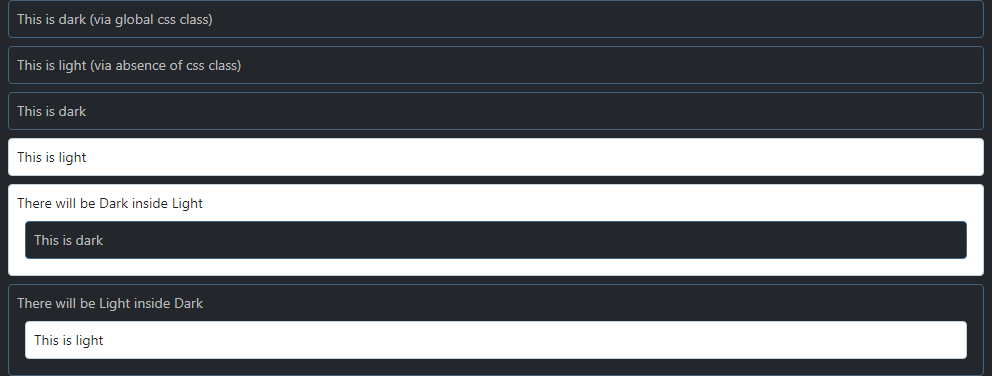 This is dark (via global css class)
This is light (via absence of css class)
This is dark
This is light
There will be Dark inside Light
This is dark
There will be Light inside Dark
This is light